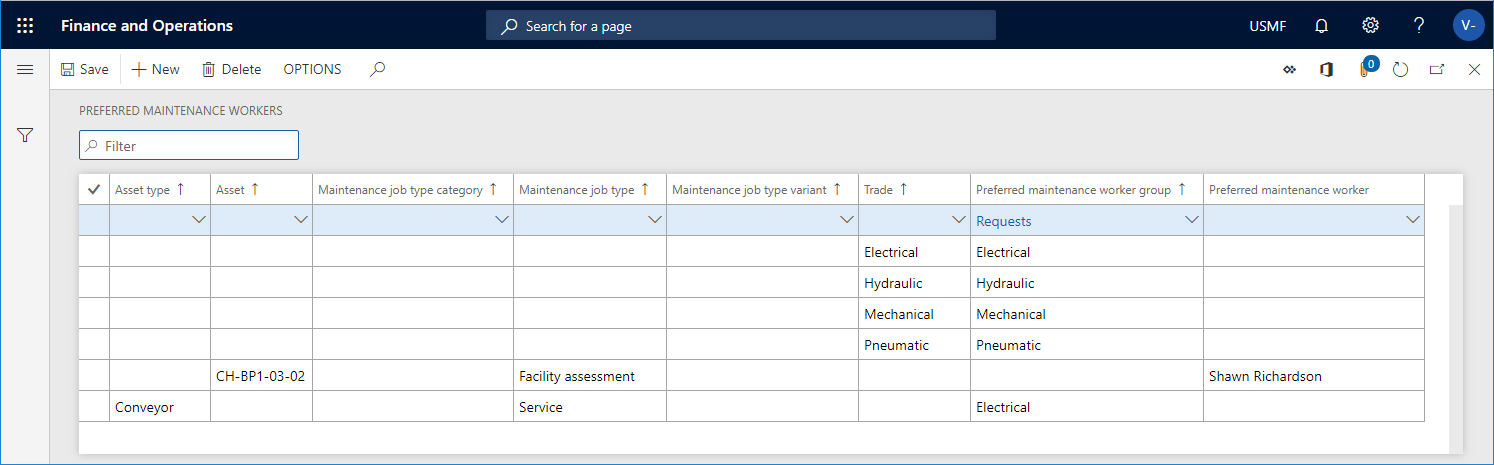 Finance and Operations Search for a page USMF V-
Save New Delete OPTIONS 0
PREFERRED MAINTENANCE WORKERS
Filter
Asset type Asset Maintenance job type category Maintenance job type Maintenance job type variant Trade Preferred maintenance worker group Preferred maintenance worker
Requests
Electrical Electrical
Hydraulic Hydraulic
Mechanical Mechanical
Pneumatic Pneumatic
CH-BP1-03-02 Facility assessment Shawn Richardson
Conveyor Service Electrical